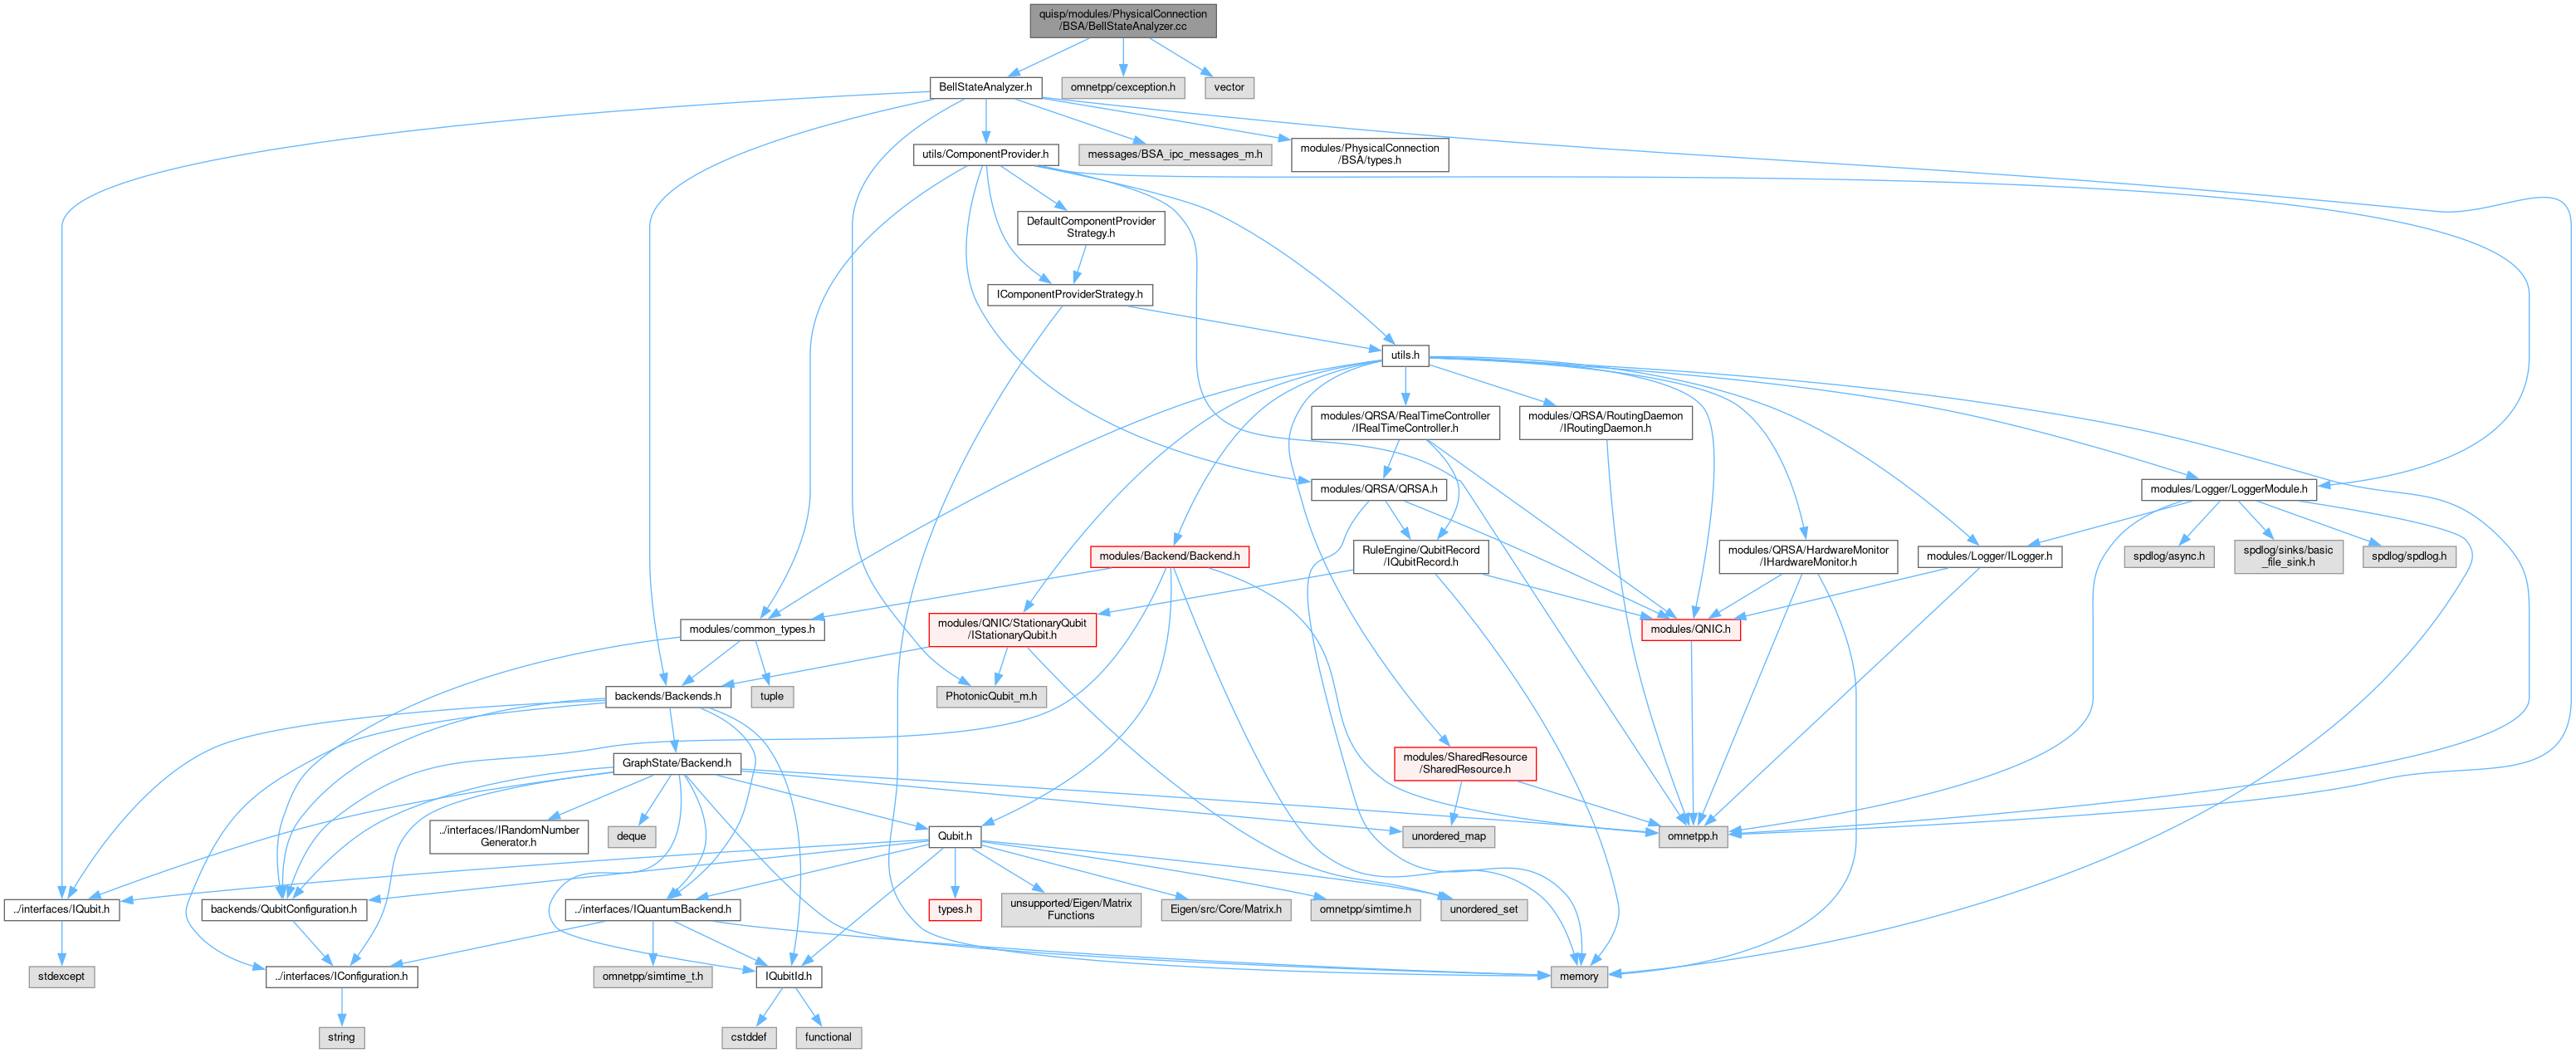 quisp/modules/PhysicalConnection
/BSA/BellStateAnalyzer.cc
BellStateAnalyzer.h
omnetpp/cexception.h
vector
utils/ComponentProvider.h
messages/BSA_ipc_messages_m.h
modules/PhysicalConnection
/BSA/types.h
DefaultComponentProvider
Strategy.h
IComponentProviderStrategy.h
utils.h
modules/QRSA/RealTimeController
/IRealTimeController.h
modules/QRSA/RoutingDaemon
/IRoutingDaemon.h
modules/QRSA/QRSA.h
modules/Logger/LoggerModule.h
modules/Backend/Backend.h
RuleEngine/QubitRecord
/IQubitRecord.h
modules/QRSA/HardwareMonitor
/IHardwareMonitor.h
modules/Logger/ILogger.h
spdlog/async.h
spdlog/sinks/basic
_file_sink.h
spdlog/spdlog.h
modules/common_types.h
modules/QNIC/StationaryQubit
/IStationaryQubit.h
modules/QNIC.h
backends/Backends.h
tuple
PhotonicQubit_m.h
GraphState/Backend.h
modules/SharedResource
/SharedResource.h
../interfaces/IRandomNumber
Generator.h
deque
Qubit.h
unordered_map
omnetpp.h
../interfaces/IQubit.h
backends/QubitConfiguration.h
../interfaces/IQuantumBackend.h
types.h
unsupported/Eigen/Matrix
Functions
Eigen/src/Core/Matrix.h
omnetpp/simtime.h
unordered_set
stdexcept
../interfaces/IConfiguration.h
omnetpp/simtime_t.h
IQubitId.h
memory
string
cstddef
functional